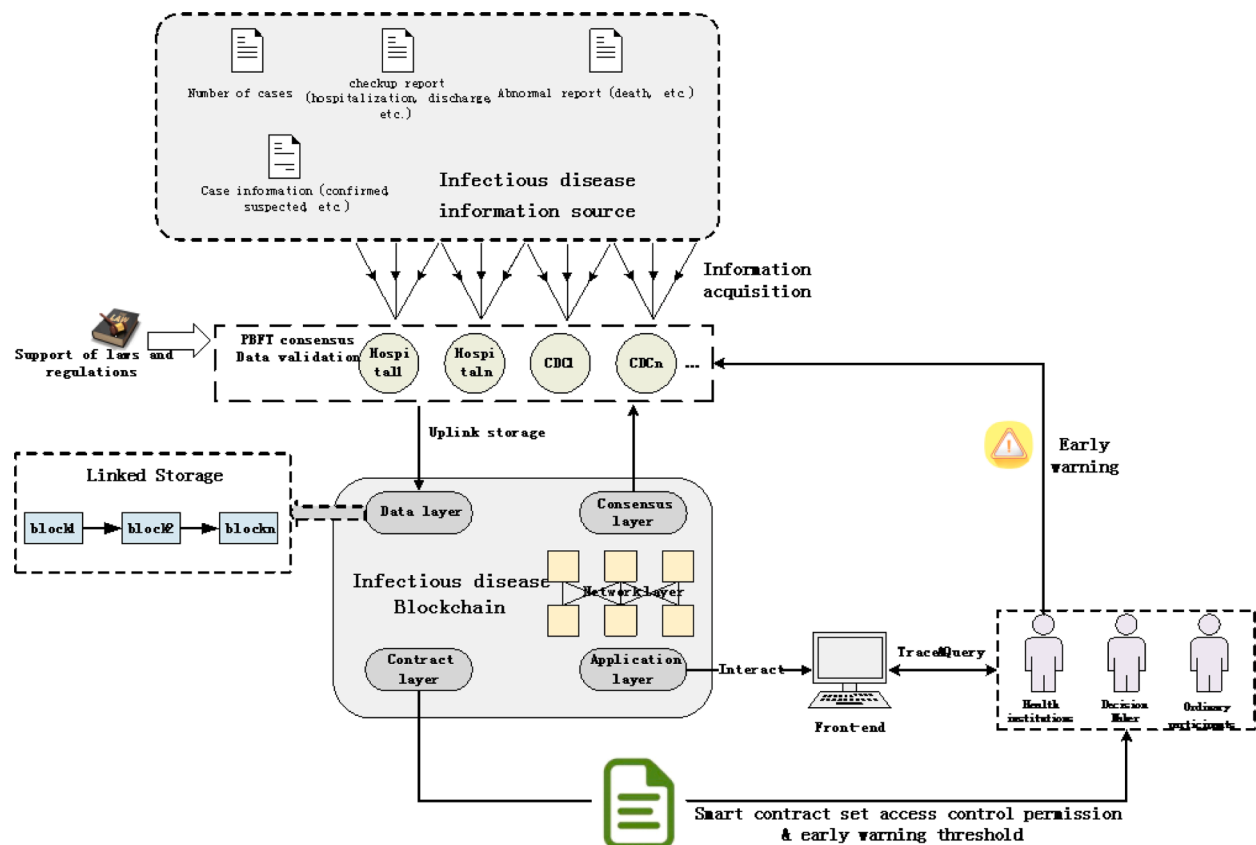 Number of cases
checkup report
(hospitalization, discharge,
etc.)
Abnormal report (death, etc.)
Case information (confirmed,
suspected, etc.)
Infectious disease
information source
Information
acquisition
LAW
Support of laws and
regulations
PBFT consensus
Data validation
Hospi
tal1
Hospi
taln
CDC1
CDCn
...
Uplink storage
Early
warning
Linked Storage
block1
block2
blockn
Data layer
Consensus
layer
Infectious disease
Blockchain
Network layer
Contract
layer
Application
layer
Interact
Front-end
Trace&Query
Health
institutions
Decision
Maker
Ordinary
participants
Smart contract set access control permission
& early warning threshold